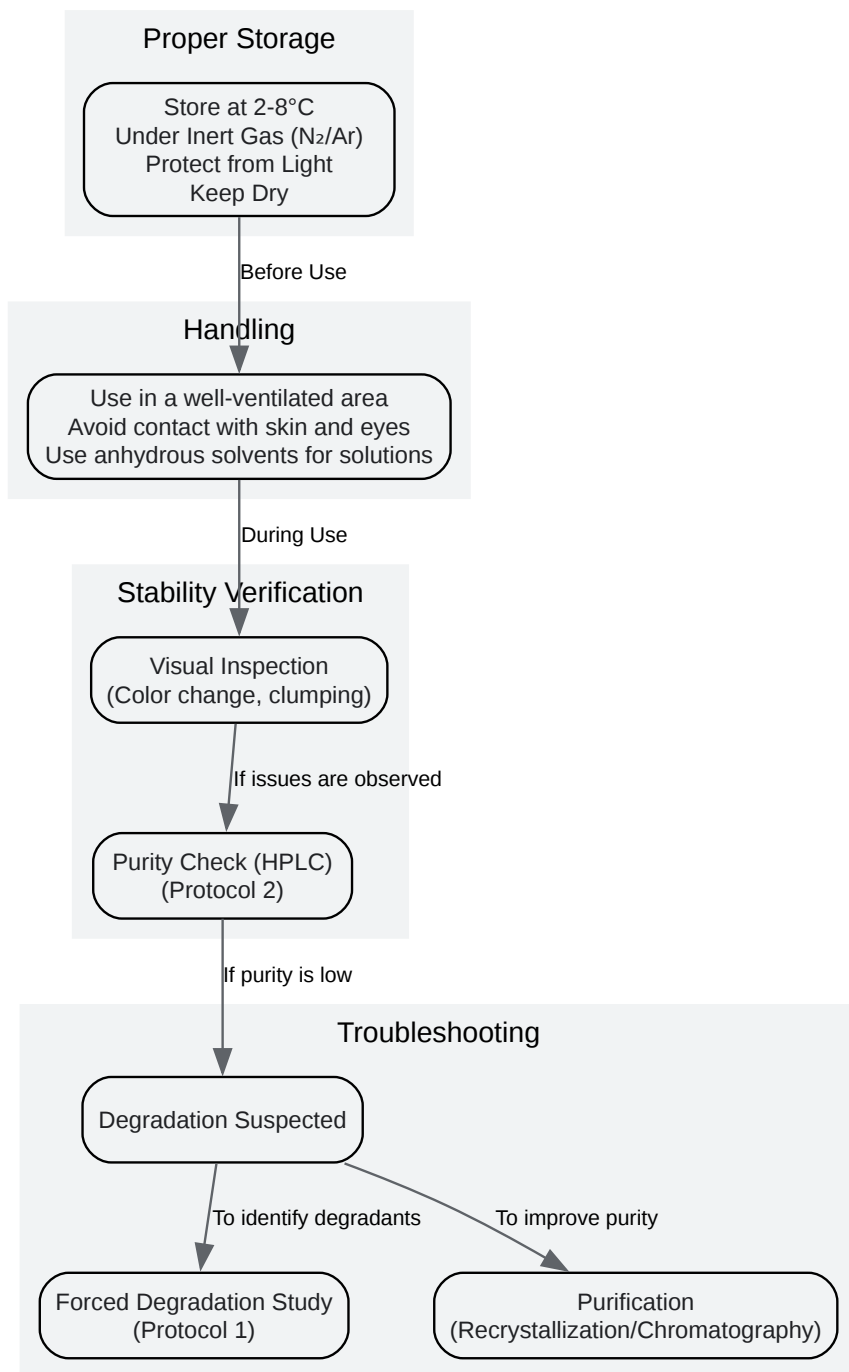 Proper Storage
Store at 2-8°C
Under Inert Gas (N₂/Ar)
Protect from Light
Keep Dry
Before Use
Handling
Use in a well-ventilated area
Avoid contact with skin and eyes
Use anhydrous solvents for solutions
During Use
Stability Verification
Visual Inspection
(Color change, clumping)
If issues are observed
Purity Check (HPLC)
(Protocol 2)
If purity is low
Troubleshooting
Degradation Suspected
To identify degradants
To improve purity
Forced Degradation Study
(Protocol 1)
Purification
(Recrystallization/Chromatography)